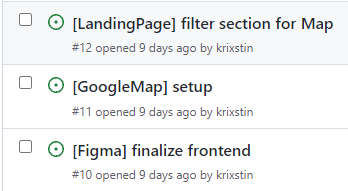 [LandingPage] filter section for Map
#12 opened 9 days ago by krixstin
[GoogleMap] setup
#11 opened 9 days ago by krixstin
[Figma] finalize frontend
#10 opened 9 days ago by krixstin